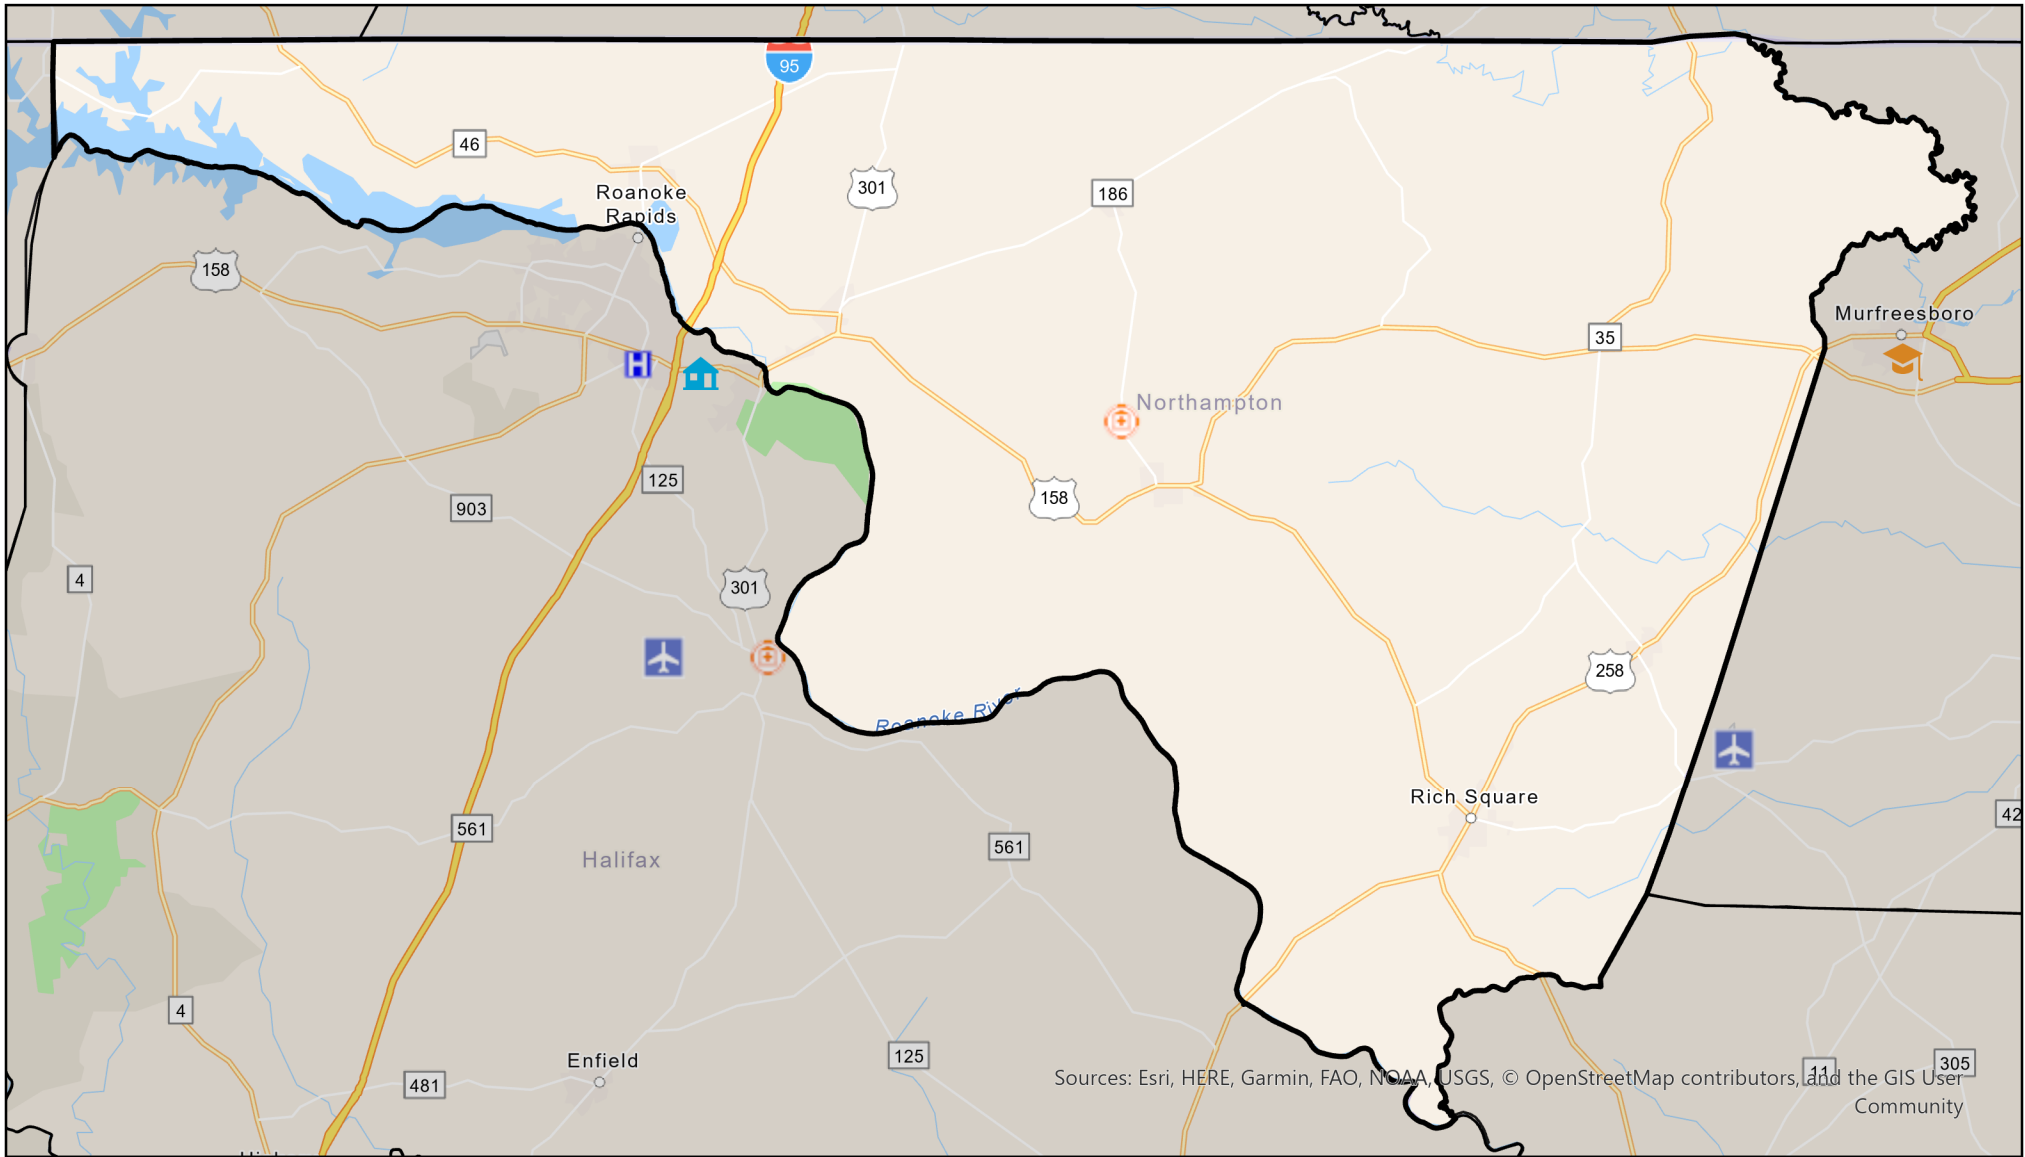 95
46
Roanoke
Rapids
301
186
158
Murfreesboro
35
H
Northampton
125
158
903
4
301
258
Roanoke River
Rich Square
42
561
561
Halifax
4
Enfield
125
481
11
305
Sources: Esri, HERE, Garmin, FAO, NOAA, USGS, © OpenStreetMap contributors, and the GIS User
Community